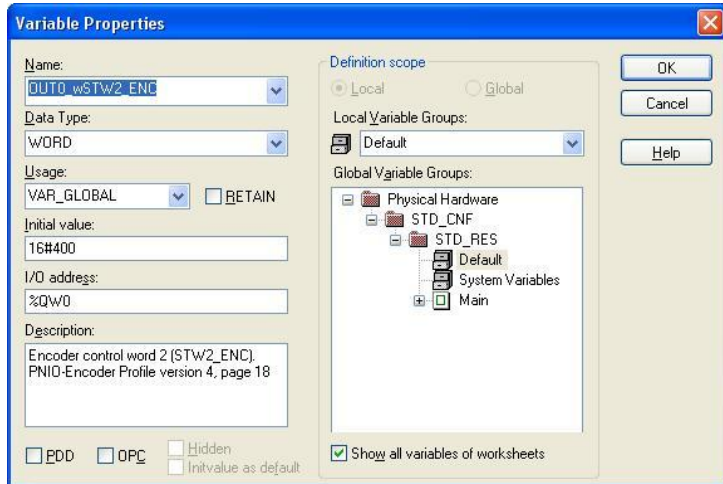 Variable Properties
Name:
OUT0_wSTW2_ENC
Data Type:
WORD
Usage:
VAR_GLOBAL
RETAIN
Initial value:
16#400
I/O address:
%QW0
Description:
Encoder control word 2 (STW2_ENC).
PNIO-Encoder Profile version 4, page 18
PDD
OPC
Hidden
Initvalue as default
Definition scope
Local
Global
Local Variable Groups:
Default
Global Variable Groups:
Physical Hardware
STD_CNF
STD_RES
Default
System Variables
Main
Show all variables of worksheets
OK
Cancel
Help